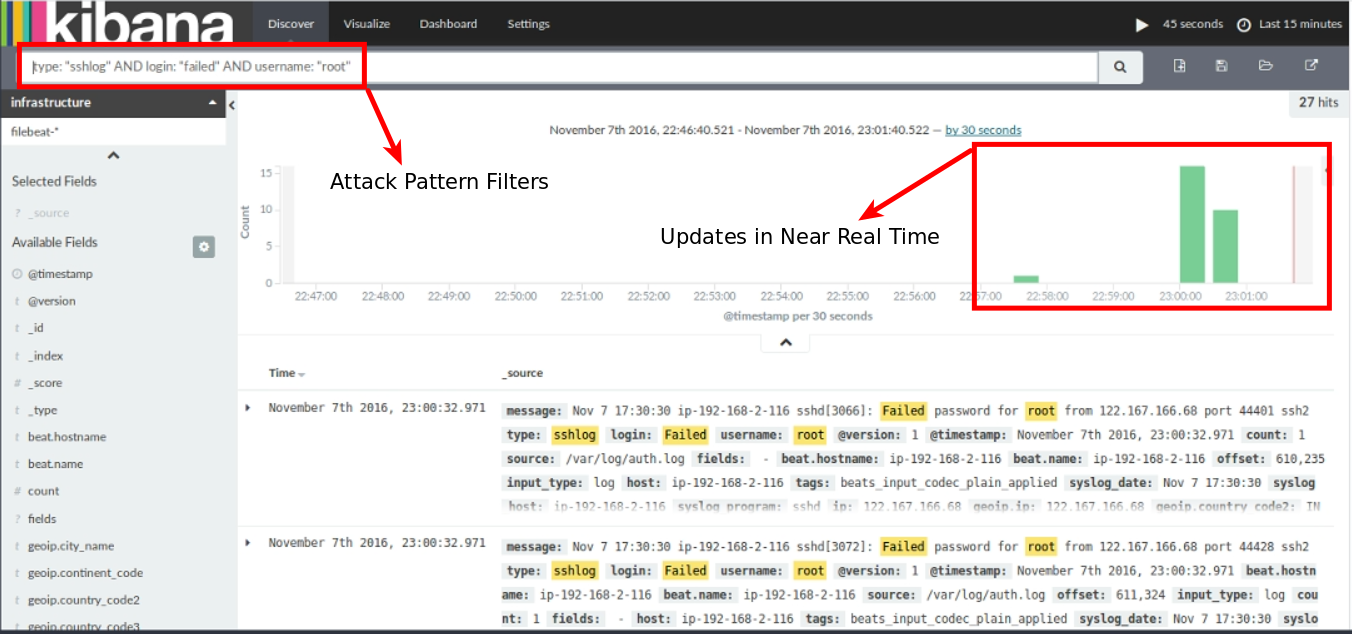 kibana Discover Visualize Dashboard Settings 45 seconds Last 15 minutes
type: "sshlog" AND login: "failed" AND username: "root"
infrastructure
27 hits
filebeat-*
November 7th 2016, 22:46:40.521 - November 7th 2016, 23:01:40.522 — by 30 seconds
Attack Pattern Filters
Updates in Near Real Time
Count
15
10
5
0
22:47:00 22:48:00 22:49:00 22:50:00 22:51:00 22:52:00 22:53:00 22:54:00 22:55:00 22:56:00 22:57:00 22:58:00 22:59:00 23:00:00 23:01:00
@timestamp per 30 seconds
Selected Fields
? _source
Available Fields
@timestamp
t @version
t _id
t _index
# _score
t _type
t beat.hostname
t beat.name
# count
? fields
t geoip.city_name
t geoip.continent_code
t geoip.country_code2
t geoip.country_code3
Time _source
November 7th 2016, 23:00:32.971
message: Nov 7 17:30:30 ip-192-168-2-116 sshd[3066]: Failed password for root from 122.167.166.68 port 44401 ssh2
type: sshlog login: Failed username: root @version: 1 @timestamp: November 7th 2016, 23:00:32.971 count: 1
source: /var/log/auth.log fields: - beat.hostname: ip-192-168-2-116 beat.name: ip-192-168-2-116 offset: 610,235
input_type: log host: ip-192-168-2-116 tags: beats_input_codec_plain_applied syslog_date: Nov 7 17:30:30 syslog
host: ip-192-168-2-116 syslog_program: sshd ip: 122.167.166.68 geoip.ip: 122.167.166.68 geoip.country_code2: IN
November 7th 2016, 23:00:32.971
message: Nov 7 17:30:30 ip-192-168-2-116 sshd[3072]: Failed password for root from 122.167.166.68 port 44428 ssh2
type: sshlog login: Failed username: root @version: 1 @timestamp: November 7th 2016, 23:00:32.971 beat.hostn
ame: ip-192-168-2-116 beat.name: ip-192-168-2-116 source: /var/log/auth.log offset: 611,324 input_type: log cou
nt: 1 fields: - host: ip-192-168-2-116 tags: beats_input_codec_plain_applied syslog_date: Nov 7 17:30:30 syslo